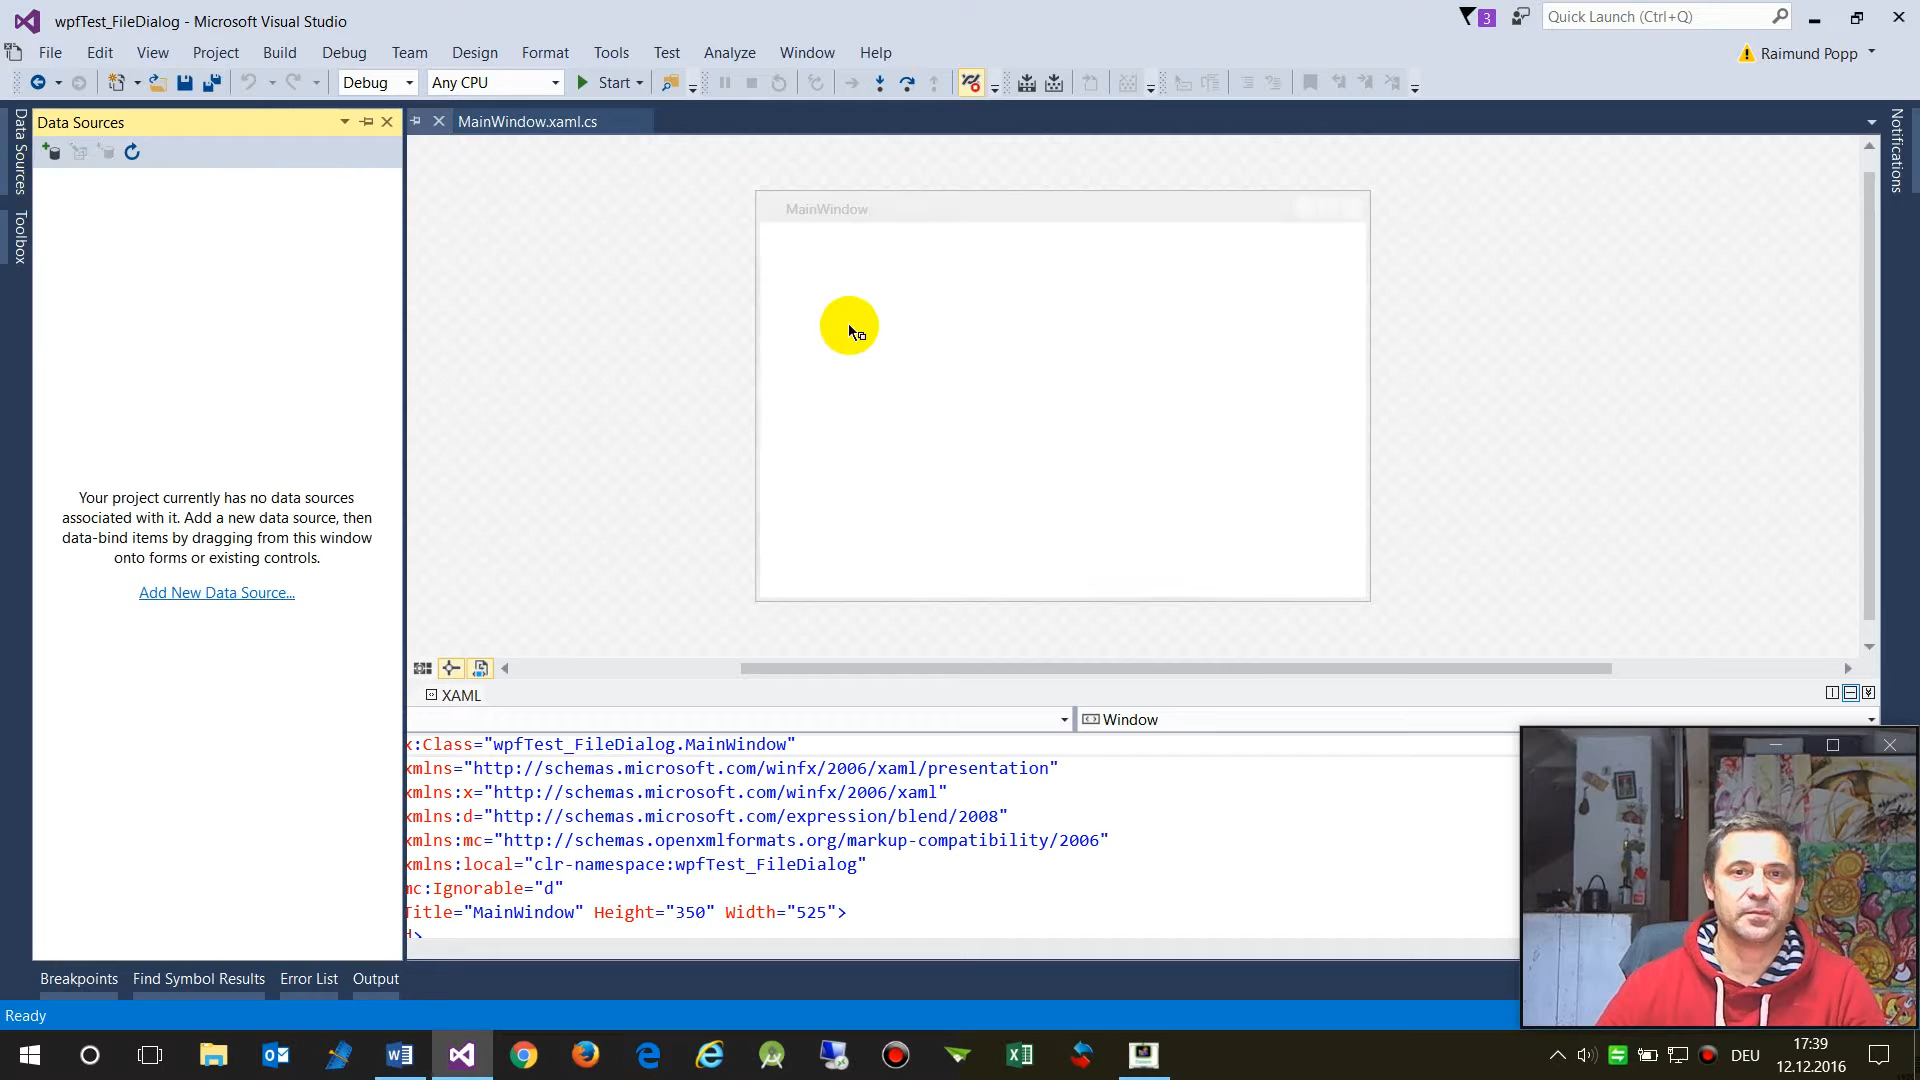 wpfTest_FileDialog - Microsoft Visual Studio
3
Quick Launch (Ctrl+Q)
File Edit View Project Build Debug Team Design Format Tools Test Analyze Window Help
Raimund Popp
Debug Any CPU Start
Data Sources
MainWindow.xaml.cs
Data Sources
Toolbox
Notifications
MainWindow
Your project currently has no data sources
associated with it. Add a new data source, then
data-bind items by dragging from this window
onto forms or existing controls.
Add New Data Source...
XAML
Window
x:Class="wpfTest_FileDialog.MainWindow"
xmlns="http://schemas.microsoft.com/winfx/2006/xaml/presentation"
xmlns:x="http://schemas.microsoft.com/winfx/2006/xaml"
xmlns:d="http://schemas.microsoft.com/expression/blend/2008"
xmlns:mc="http://schemas.openxmlformats.org/markup-compatibility/2006"
xmlns:local="clr-namespace:wpfTest_FileDialog"
mc:Ignorable="d"
Title="MainWindow" Height="350" Width="525">
Breakpoints Find Symbol Results Error List Output
Ready
DEU
17:39
12.12.2016